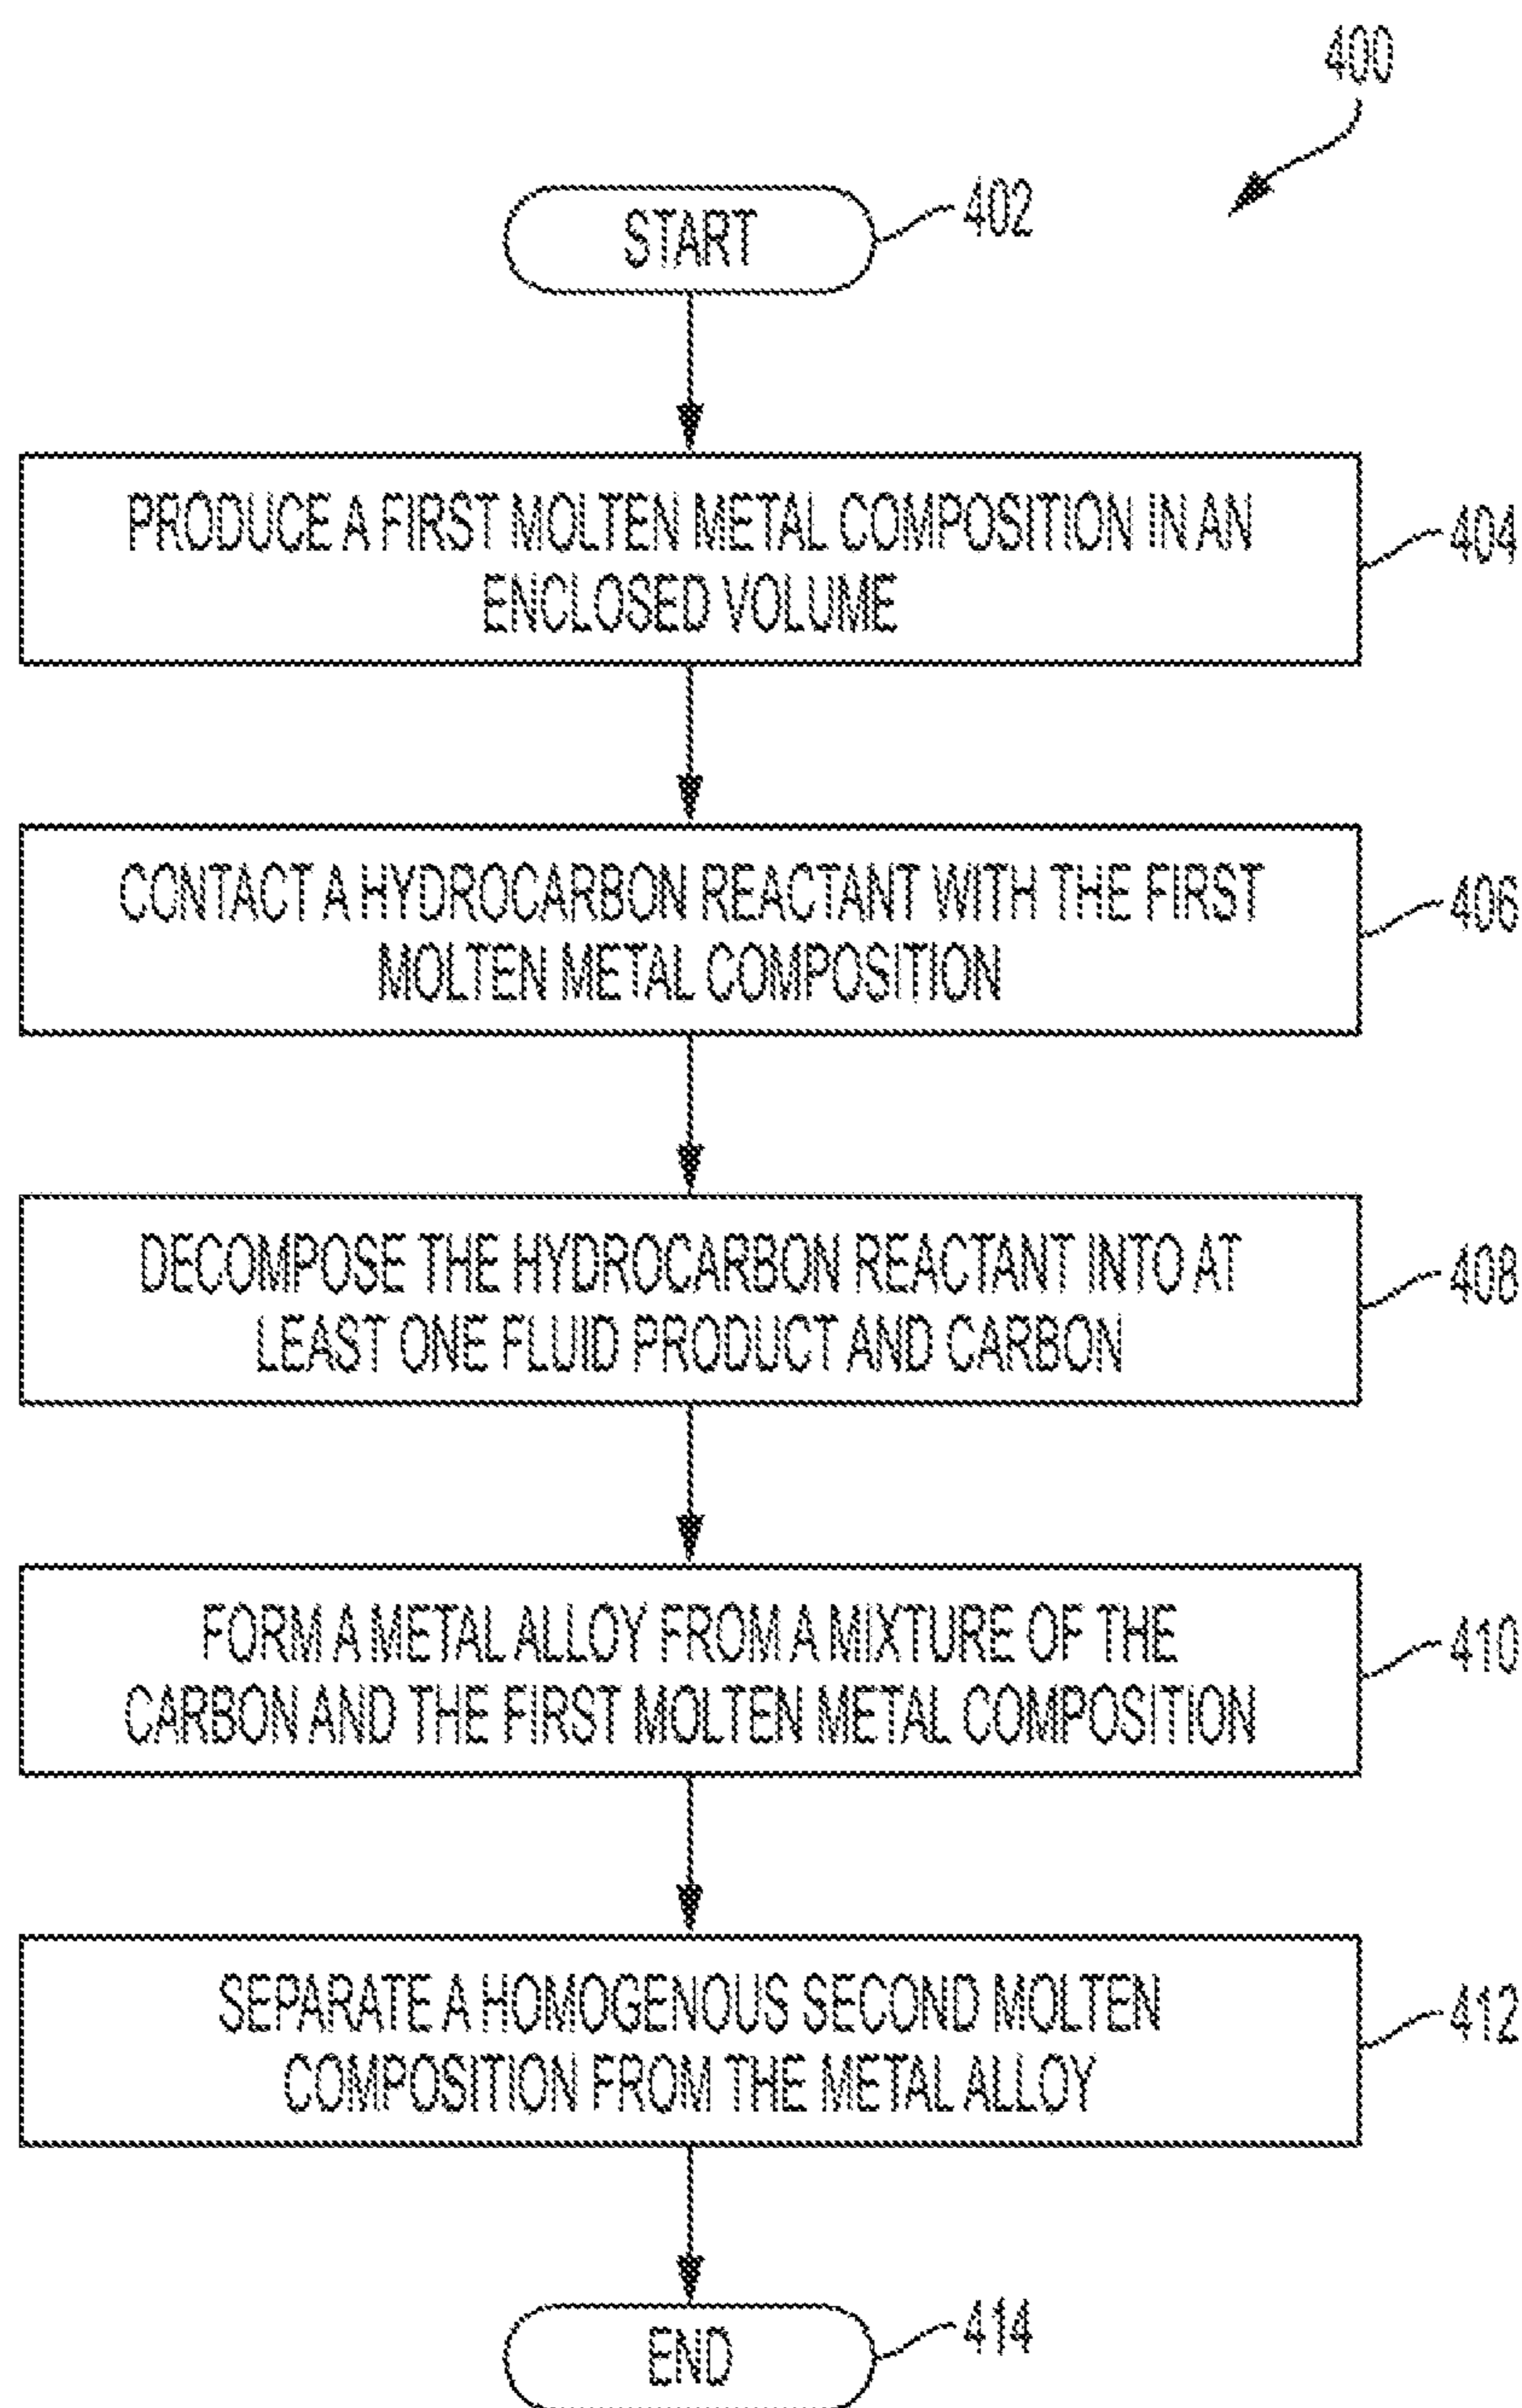 400
START
402
PRODUCE A FIRST MOLTEN METAL COMPOSITION IN AN
ENCLOSED VOLUME
404
CONTACT A HYDROCARBON REACTANT WITH THE FIRST
MOLTEN METAL COMPOSITION
406
DECOMPOSE THE HYDROCARBON REACTANT INTO AT
LEAST ONE FLUID PRODUCT AND CARBON
408
FORM A METAL ALLOY FROM A MIXTURE OF THE
CARBON AND THE FIRST MOLTEN METAL COMPOSITION
410
SEPARATE A HOMOGENOUS SECOND MOLTEN
COMPOSITION FROM THE METAL ALLOY
412
END
414